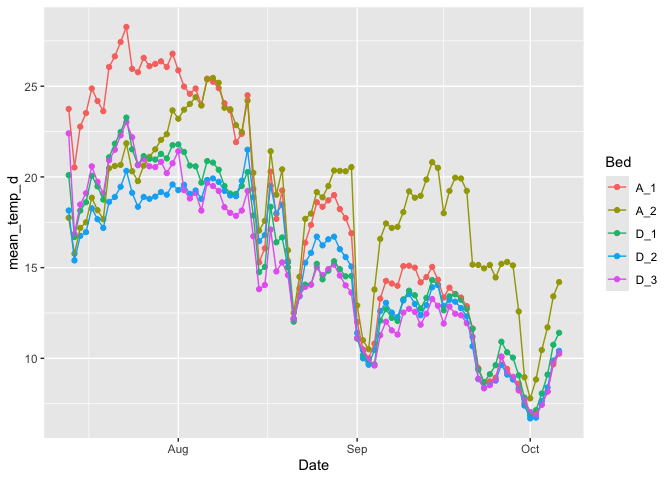 25
20
15
10
mean_temp_d
Aug
Sep
Oct
Date
Bed
A_1
A_2
D_1
D_2
D_3